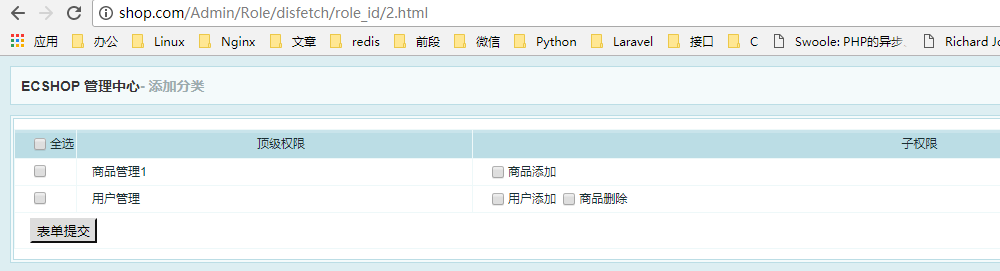 shop.com/Admin/Role/disfetch/role_id/2.html
应用 办公 Linux Nginx 文章 redis 前段 微信 Python Laravel 接口 C Swoole: PHP的异步、 Richard Jo
ECSHOP 管理中心- 添加分类
全选 顶级权限 子权限
商品管理1 商品添加
用户管理 用户添加 商品删除
表单提交